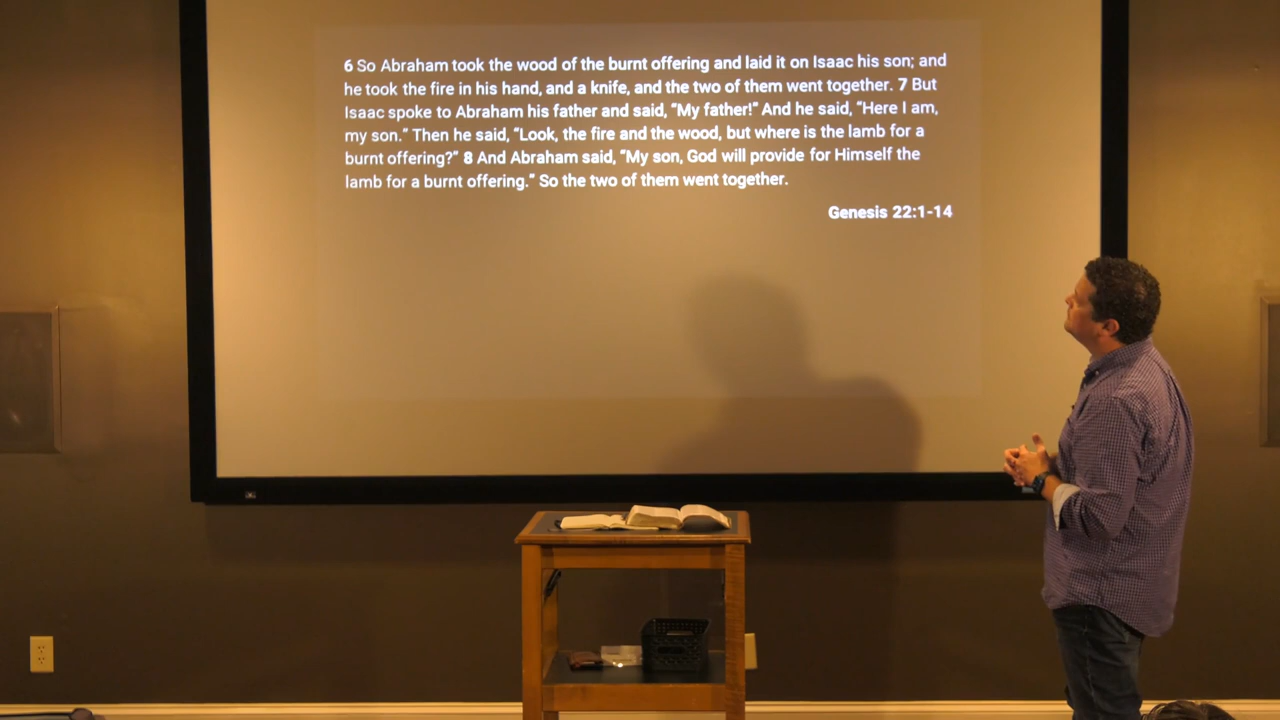 6 So Abraham took the wood of the burnt offering and laid it on Isaac his son; and
he took the fire in his hand, and a knife, and the two of them went together. 7 But
Isaac spoke to Abraham his father and said, “My father!” And he said, “Here I am,
my son.” Then he said, “Look, the fire and the wood, but where is the lamb for a
burnt offering?” 8 And Abraham said, “My son, God will provide for Himself the
lamb for a burnt offering.” So the two of them went together.
Genesis 22:1-14